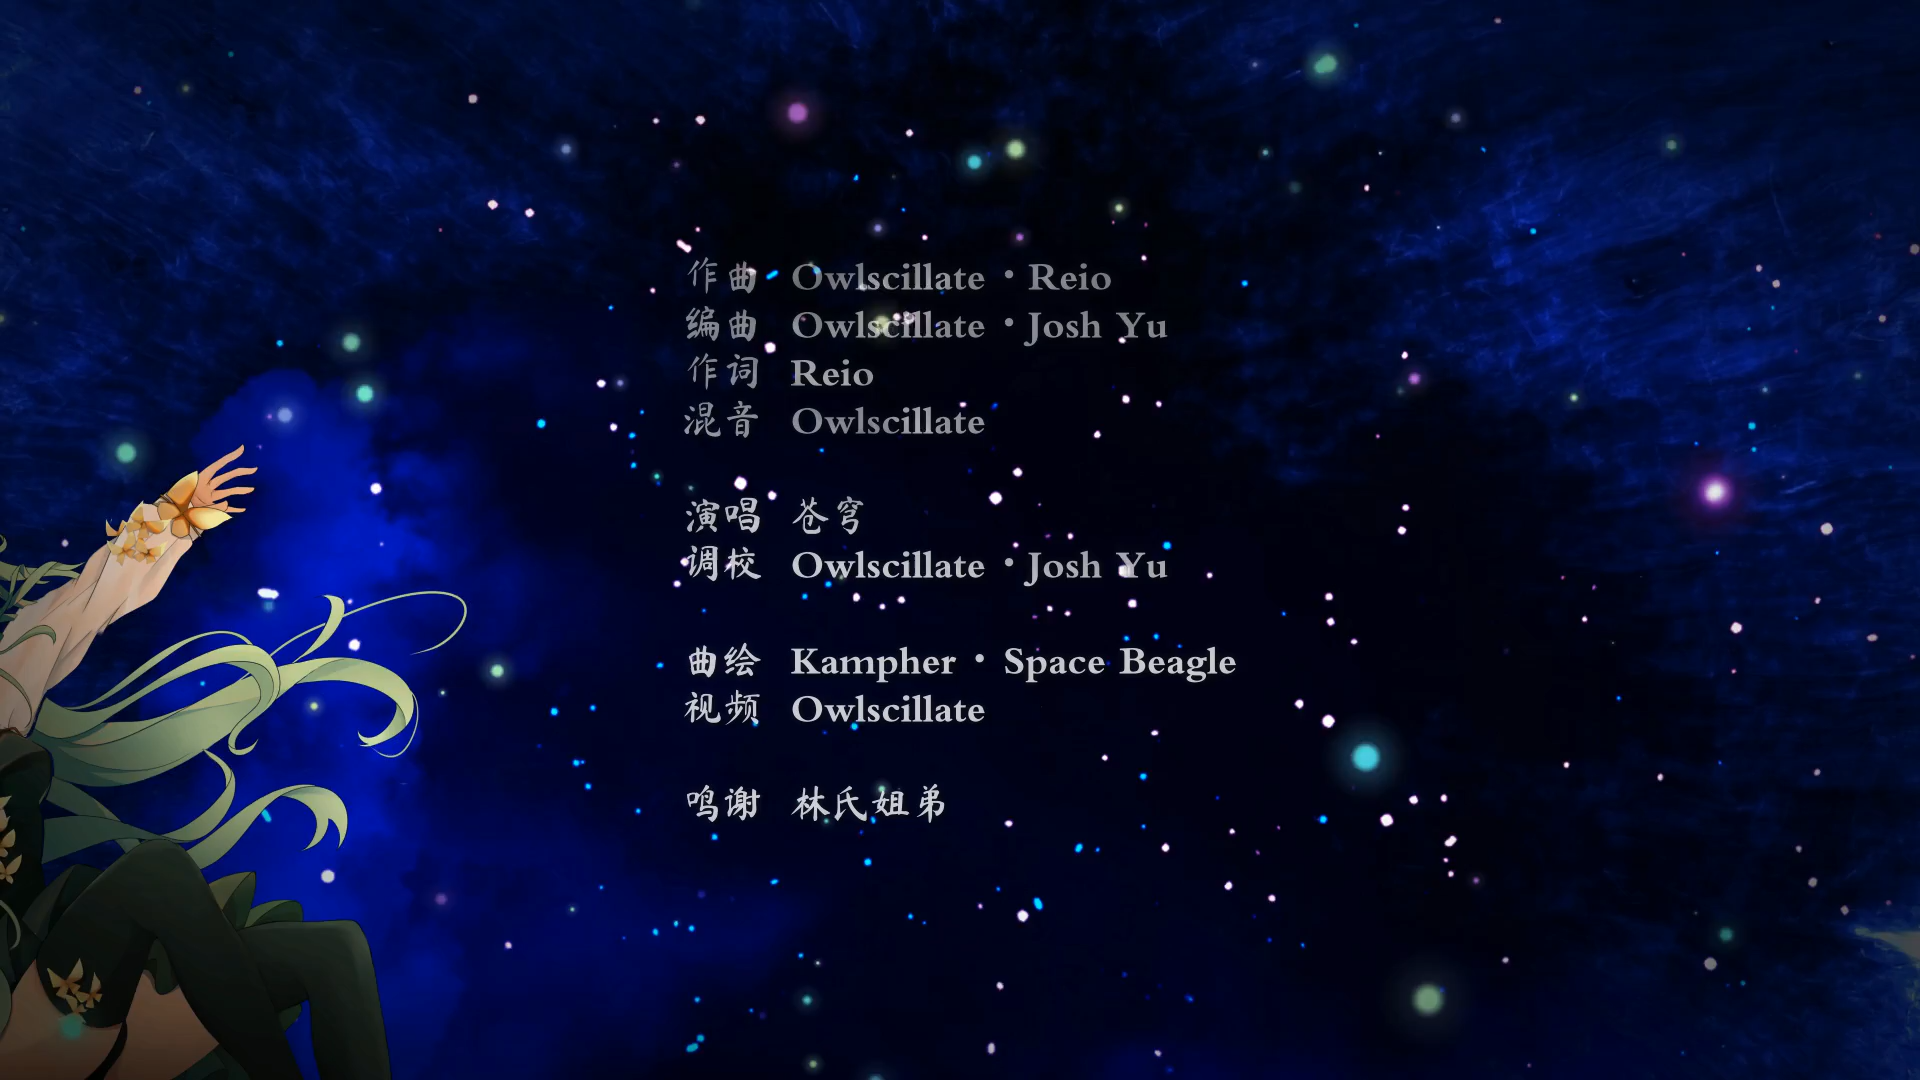 作曲 Owlscillate・Reio
编曲 Owlscillate・Josh Yu
作词 Reio
混音 Owlscillate
演唱 苍穹
调校 Owlscillate・Josh Yu
曲绘 Kampher・Space Beagle
视频 Owlscillate
鸣谢 林氏姐弟